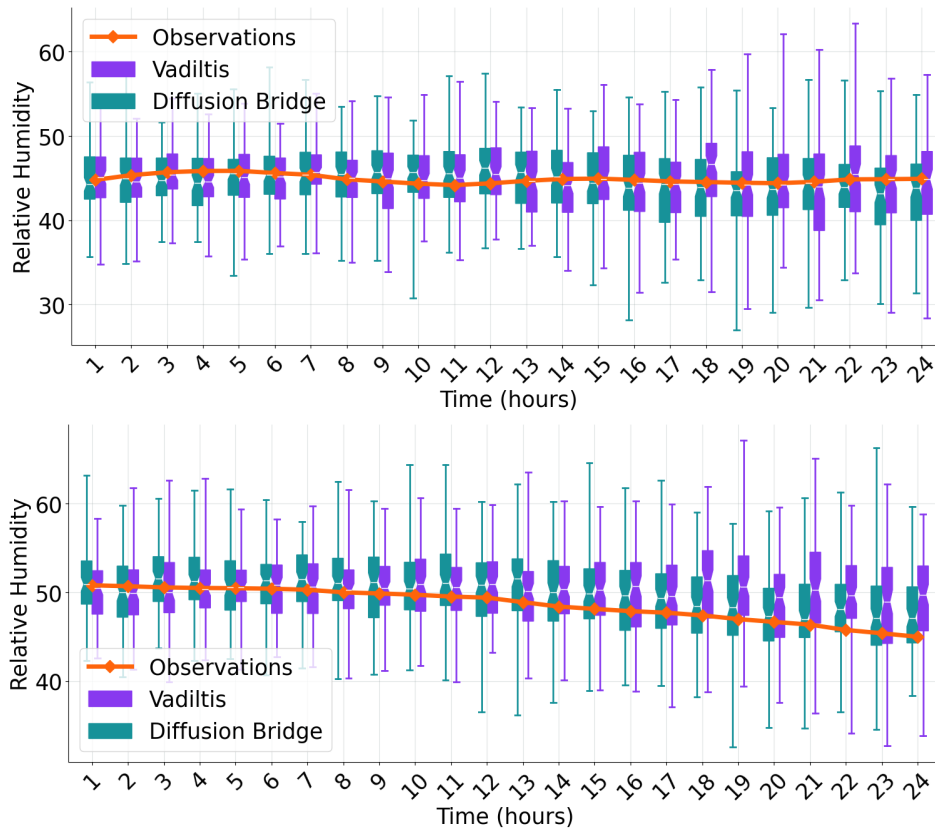 Relative Humidity
60
50
40
30
Observations
Vadiltis
Diffusion Bridge
1 2 3 4 5 6 7 8 9 10 11 12 13 14 15 16 17 18 19 20 21 22 23 24
Time (hours)
Relative Humidity
60
50
40
Observations
Vadiltis
Diffusion Bridge
1 2 3 4 5 6 7 8 9 10 11 12 13 14 15 16 17 18 19 20 21 22 23 24
Time (hours)